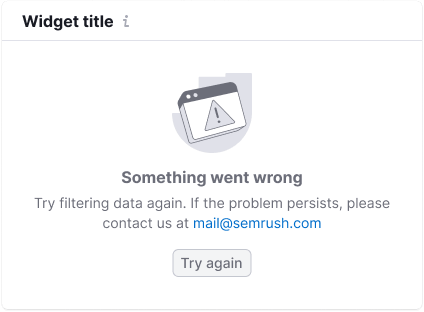 Widget title
Something went wrong
Try filtering data again. If the problem persists, please
contact us at mail@semrush.com
Try again